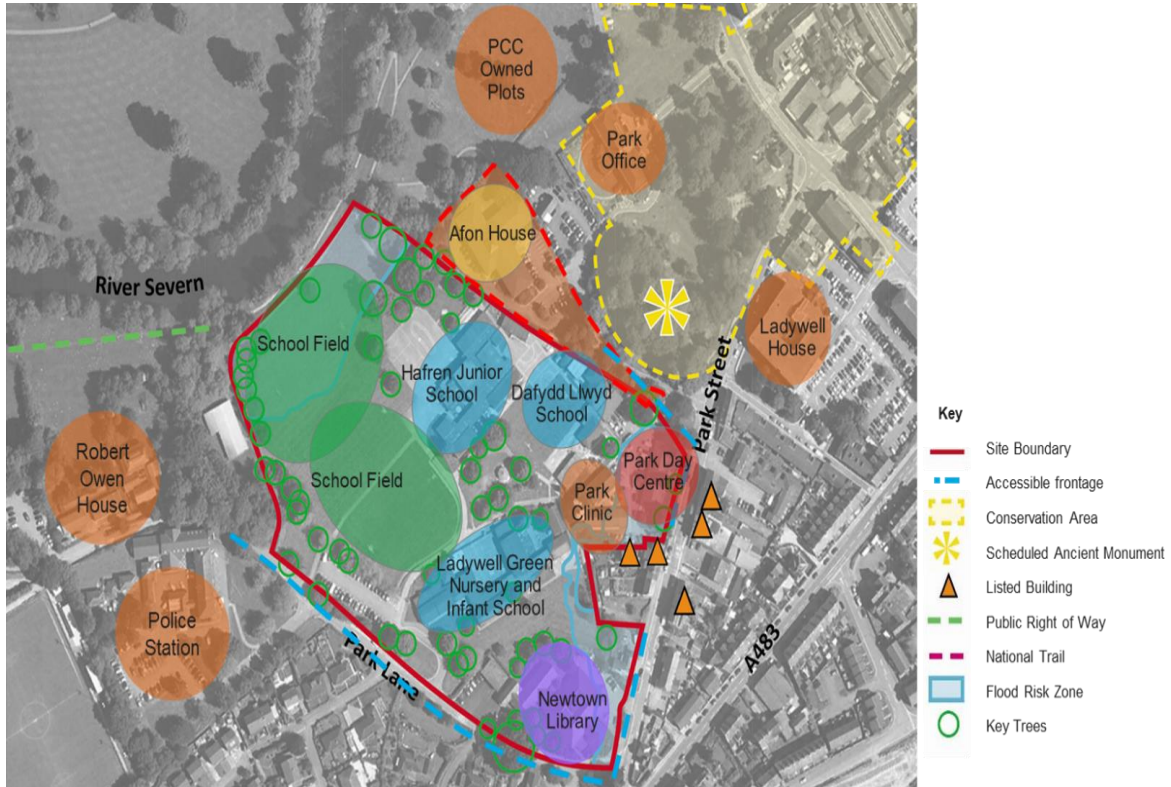 PCC
Owned
Plots
Park
Office
Afon House
River Severn
School Field
Ladywell
House
Hafren Junior
School
Dafydd Llwyd
School
Park Street
Robert
Owen
House
School Field
Park Day
Centre
Park
Clinic
Ladywell Green
Nursery and
Infant School
Police
Station
Park Lane
A483
Newtown
Library
Key
Site Boundary
Accessible frontage
Conservation Area
Scheduled Ancient Monument
Listed Building
Public Right of Way
National Trail
Flood Risk Zone
Key Trees